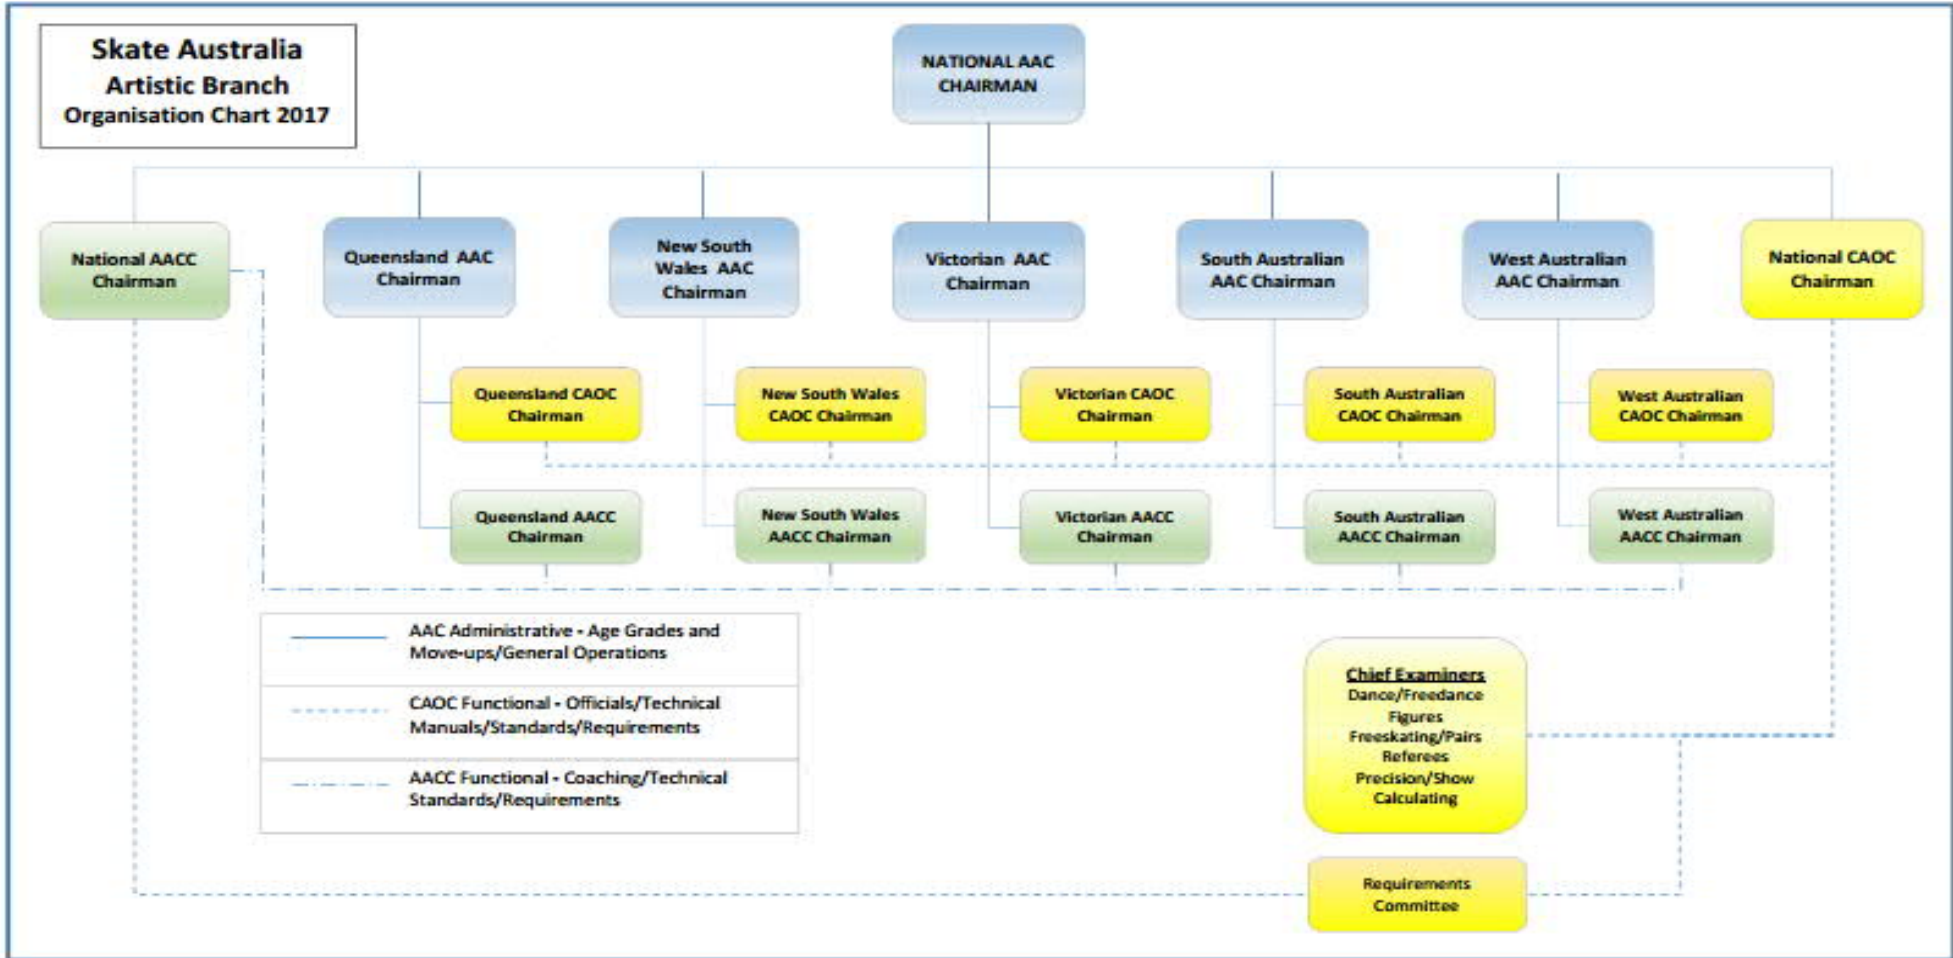 Skate Australia
Artistic Branch
Organisation Chart 2017
NATIONAL AAC
CHAIRMAN
National AACC
Chairman
Queensland AAC
Chairman
New South
Wales AAC
Chairman
Victorian AAC
Chairman
South Australian
AAC Chairman
West Australian
AAC Chairman
National CAOC
Chairman
Queensland CAOC
Chairman
New South Wales
CAOC Chairman
Victorian CAOC
Chairman
South Australian
CAOC Chairman
West Australian
CAOC Chairman
Queensland AACC
Chairman
New South Wales
AACC Chairman
Victorian AACC
Chairman
South Australian
AACC Chairman
West Australian
AACC Chairman
AAC Administrative - Age Grades and
Move-ups/General Operations
CAOC Functional - Officials/Technical
Manuals/Standards/Requirements
AACC Functional - Coaching/Technical
Standards/Requirements
Chief Examiners
Dance/Freedance
Figures
Freeskating/Pairs
Referees
Precision/Show
Calculating
Requirements
Committee